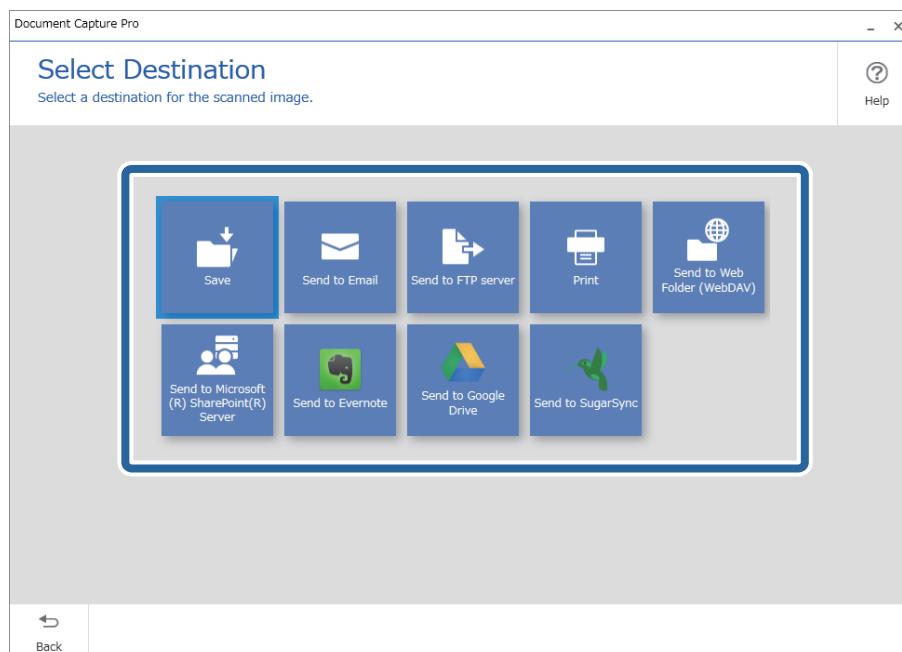 Document Capture Pro
Select Destination
Select a destination for the scanned image.
Help
Save
Send to Email
Send to FTP server
Print
Send to Web
Folder (WebDAV)
Send to Microsoft
(R) SharePoint(R)
Server
Send to Evernote
Send to Google
Drive
Send to SugarSync
Back